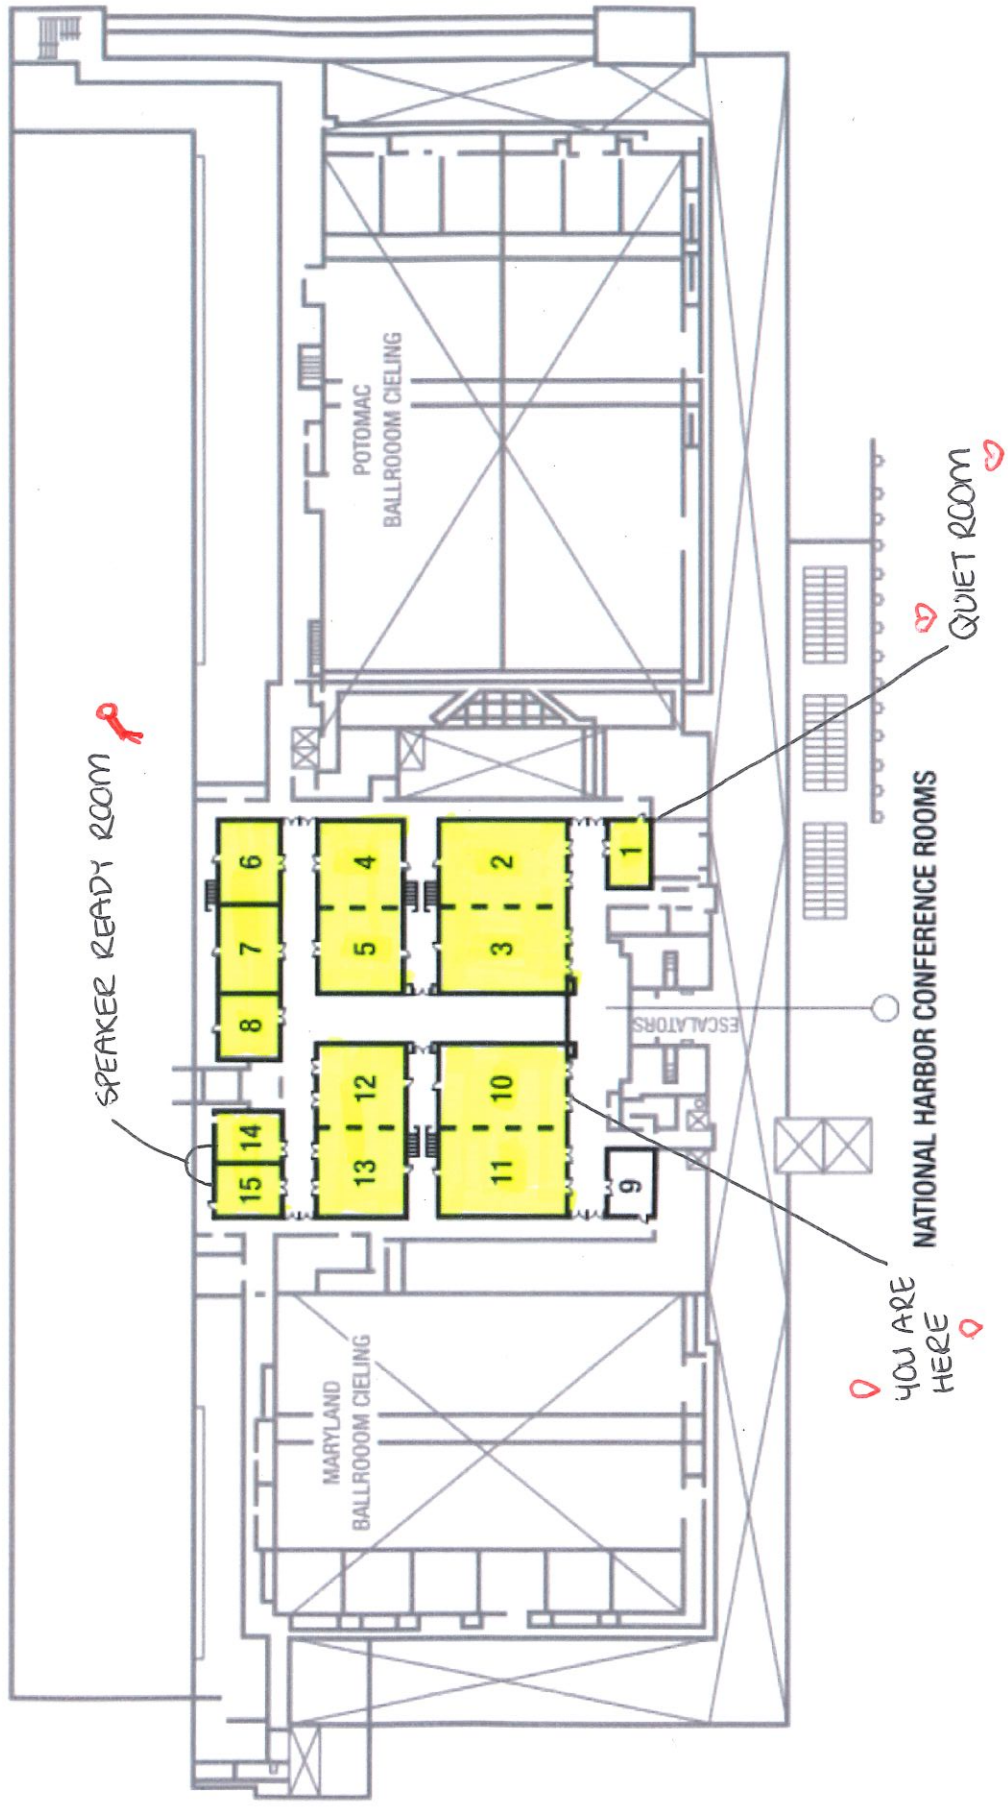 SPEAKER READY ROOM
POTOMAC
BALLROOOM CIELING
MARYLAND
BALLROOOM CIELING
15
14
8
7
6
13
12
5
4
11
10
3
2
9
1
ESCALATORS
YOU ARE
HERE
QUIET ROOM
NATIONAL HARBOR CONFERENCE ROOMS